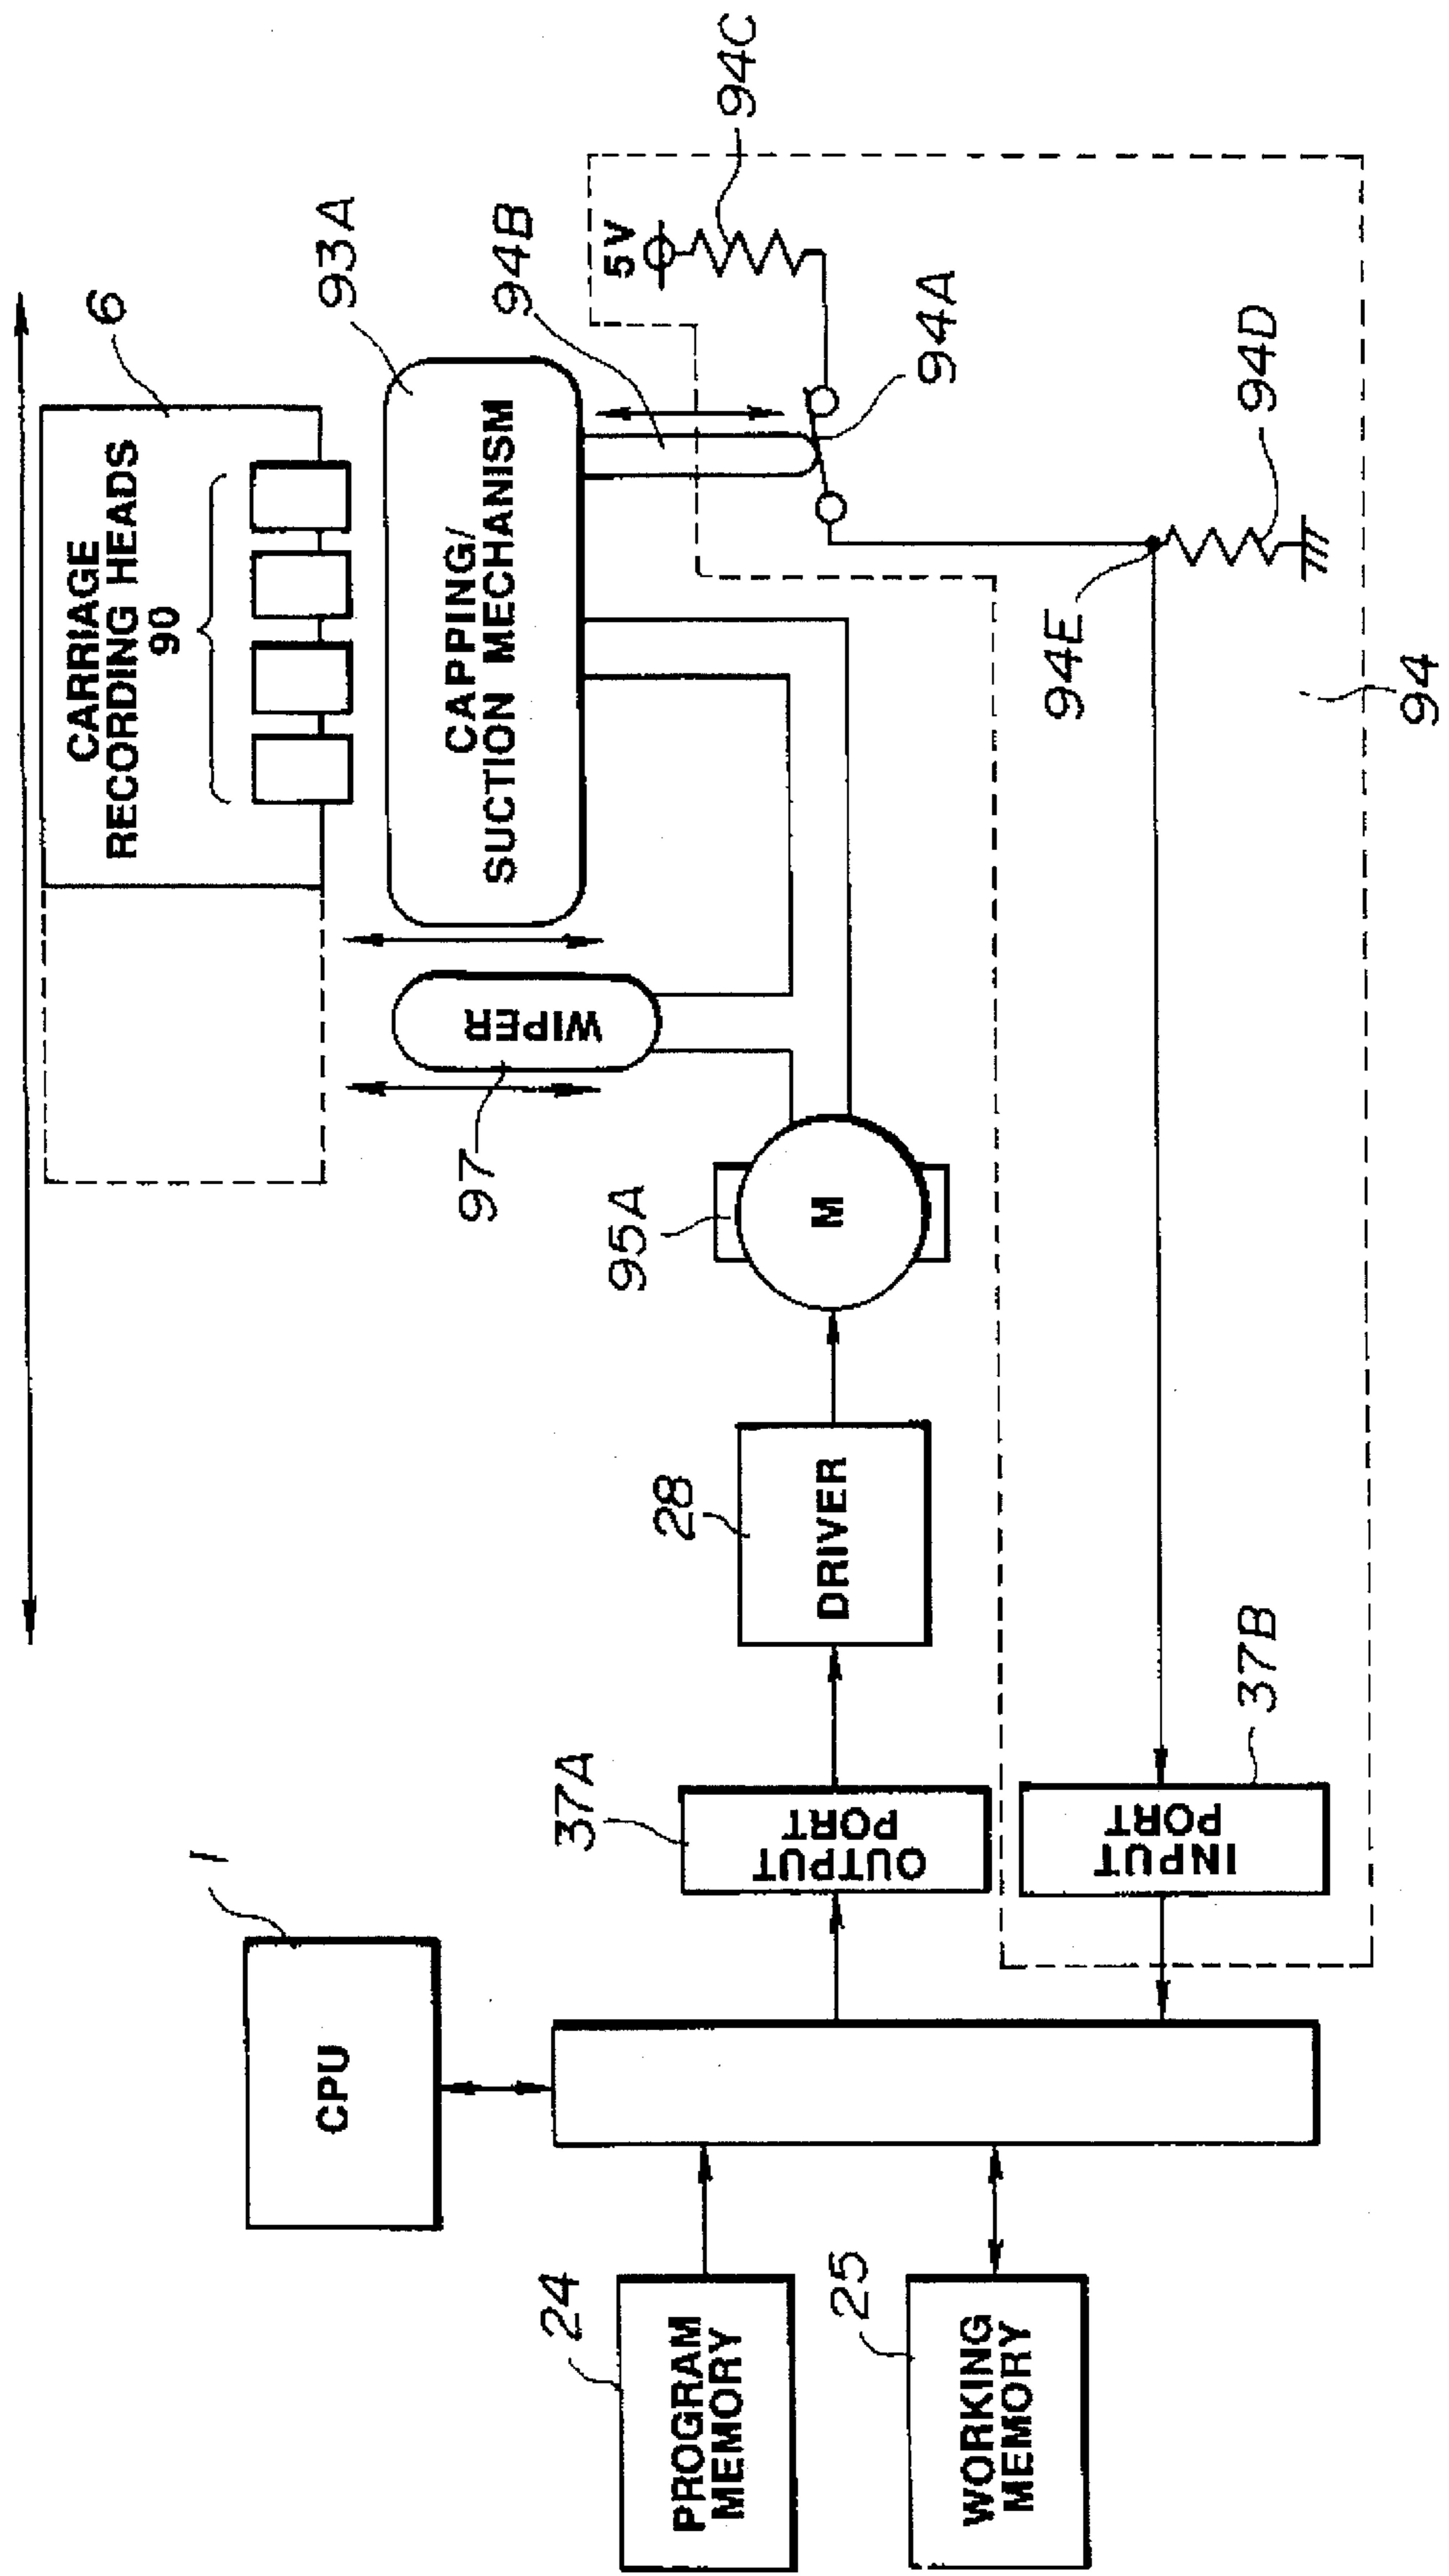 CARRIAGE
RECORDING HEADS
90
6
93A
CAPPING/
SUCTION MECHANISM
94B
5V
94C
94A
94D
94E
94
WIPER
97
95A
M
28
DRIVER
37A
OUTPUT
PORT
37B
INPUT
PORT
1
CPU
24
PROGRAM
MEMORY
25
WORKING
MEMORY